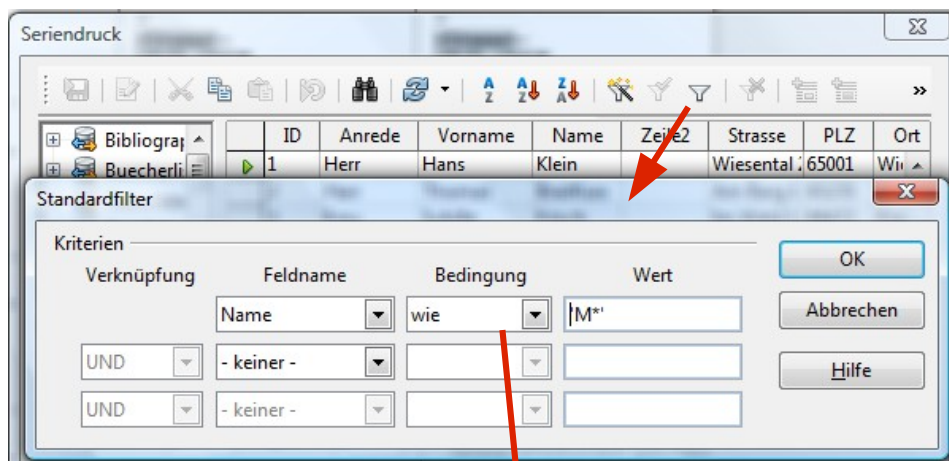 Seriendruck
ID Anrede Vorname Name Zeile2 Strasse PLZ Ort
Bibliograp
1 Herr Hans Klein Wiesental 65001
Buecherli
Standardfilter
Kriterien
Verknüpfung Feldname Bedingung Wert
Name wie 'M*'
UND - keiner -
UND - keiner -
OK
Abbrechen
Hilfe